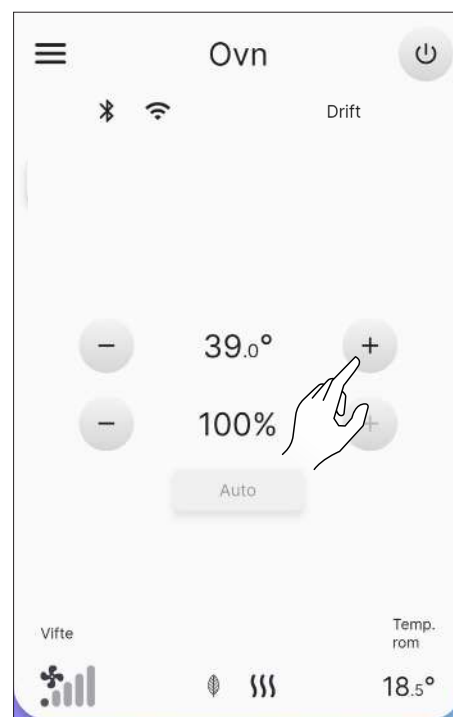 Ovn
Drift
− 39.0° +
− 100% +
Auto
Vifte
Temp.
rom
18.5°